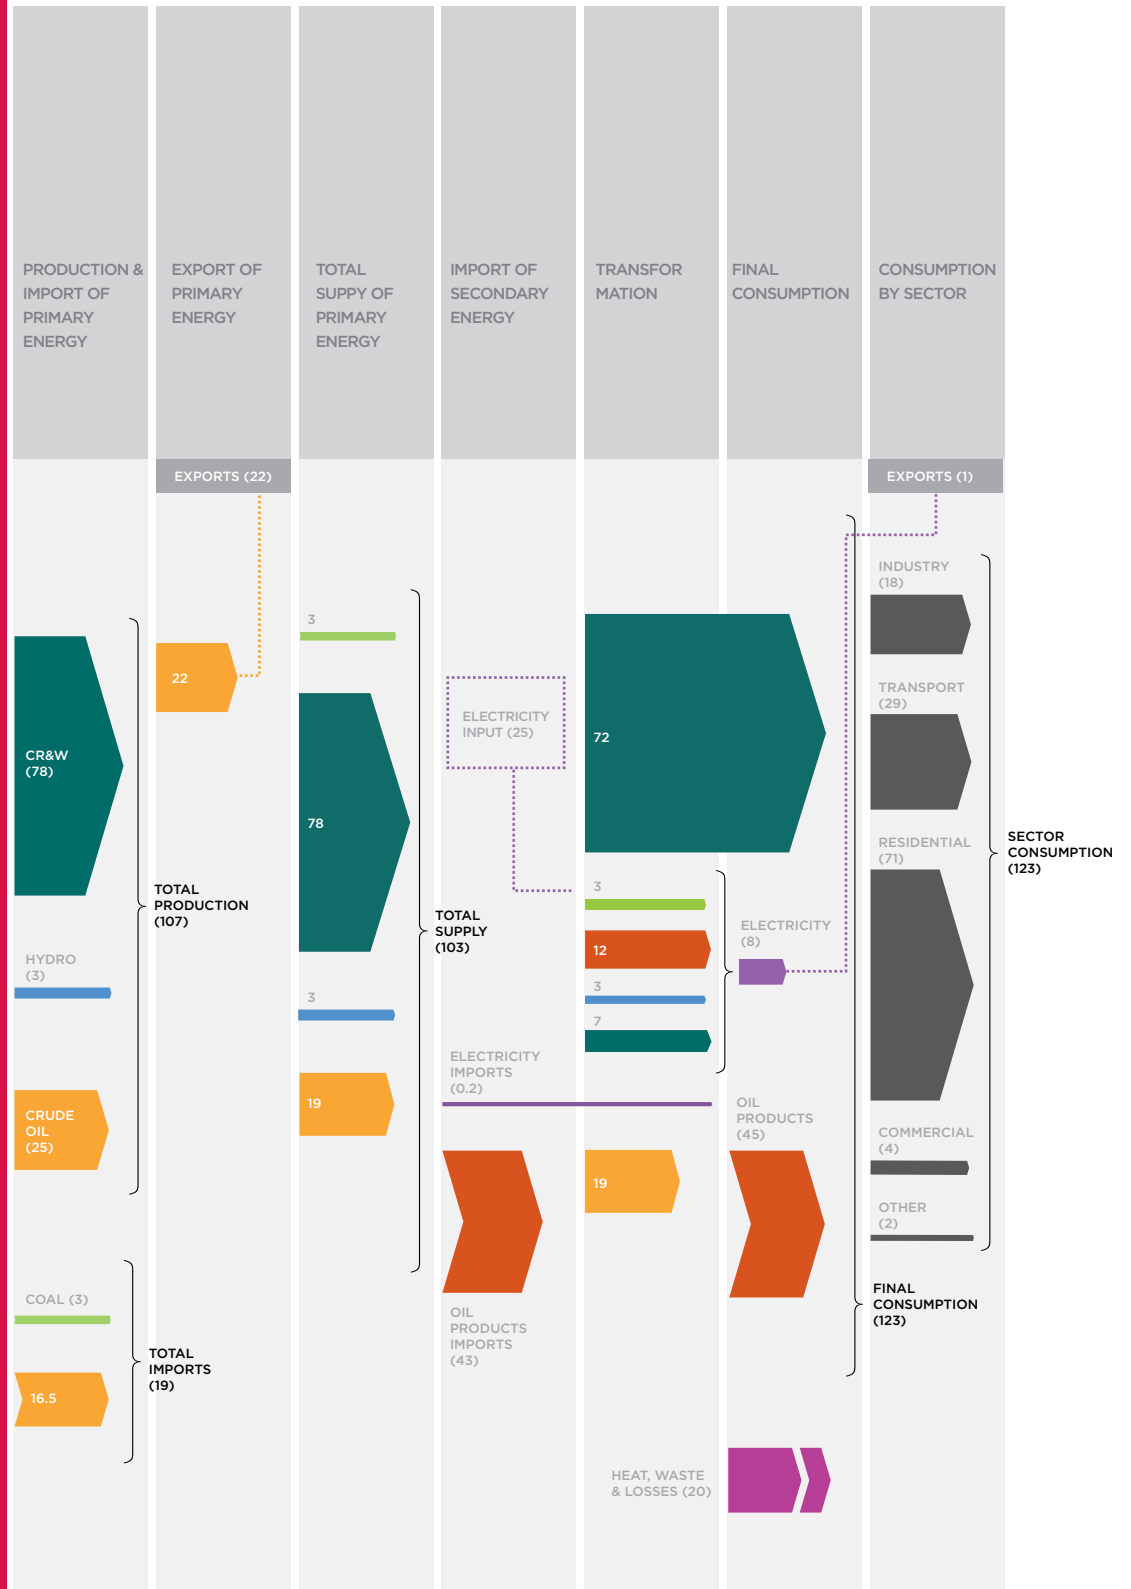 PRODUCTION &
IMPORT OF
PRIMARY
ENERGY
EXPORT OF
PRIMARY
ENERGY
TOTAL
SUPPY OF
PRIMARY
ENERGY
IMPORT OF
SECONDARY
ENERGY
TRANSFOR
MATION
FINAL
CONSUMPTION
CONSUMPTION
BY SECTOR
CR&W
(78)
HYDRO
(3)
CRUDE
OIL
(25)
TOTAL
PRODUCTION
(107)
COAL (3)
16.5
TOTAL
IMPORTS
(19)
EXPORTS (22)
22
3
78
3
19
TOTAL
SUPPLY
(103)
ELECTRICITY
INPUT (25)
ELECTRICITY
IMPORTS
(0.2)
OIL
PRODUCTS
IMPORTS
(43)
72
3
12
3
7
19
HEAT, WASTE
& LOSSES (20)
ELECTRICITY
(8)
OIL
PRODUCTS
(45)
FINAL
CONSUMPTION
(123)
EXPORTS (1)
INDUSTRY
(18)
TRANSPORT
(29)
RESIDENTIAL
(71)
COMMERCIAL
(4)
OTHER
(2)
SECTOR
CONSUMPTION
(123)